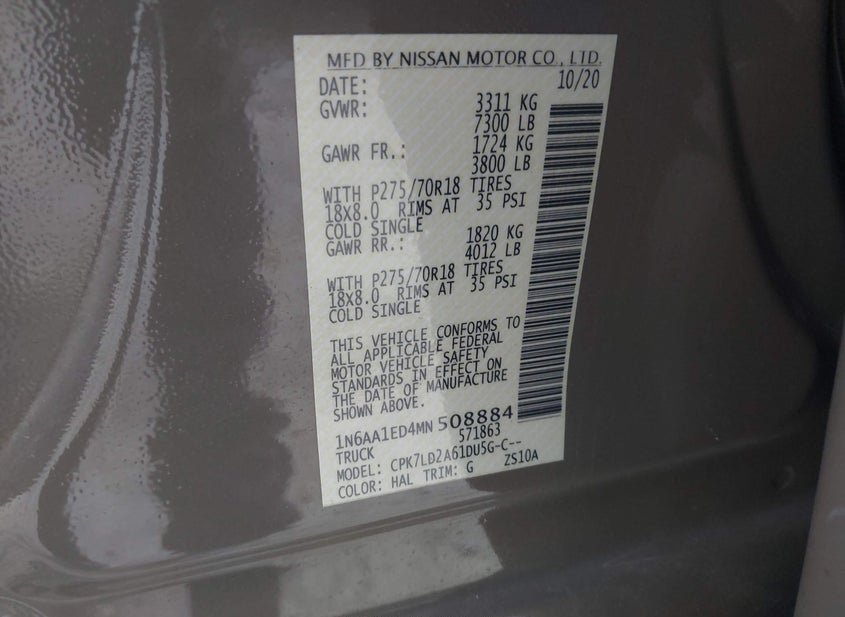 MFD BY NISSAN MOTOR CO., LTD.
DATE: 10/20
GVWR: 3311 KG
7300 LB
GAWR FR.: 1724 KG
3800 LB
WITH P275/70R18 TIRES
18X8.0 RIMS AT 35 PSI
COLD SINGLE
GAWR RR.: 1820 KG
4012 LB
WITH P275/70R18 TIRES
18X8.0 RIMS AT 35 PSI
COLD SINGLE
THIS VEHICLE CONFORMS TO
ALL APPLICABLE FEDERAL
MOTOR VEHICLE SAFETY
STANDARDS IN EFFECT ON
THE DATE OF MANUFACTURE
SHOWN ABOVE.
1N6AA1ED4MN 508884
TRUCK 571863
MODEL: CPK7LD2A61DU5G-C--
COLOR: HAL TRIM: G ZS10A